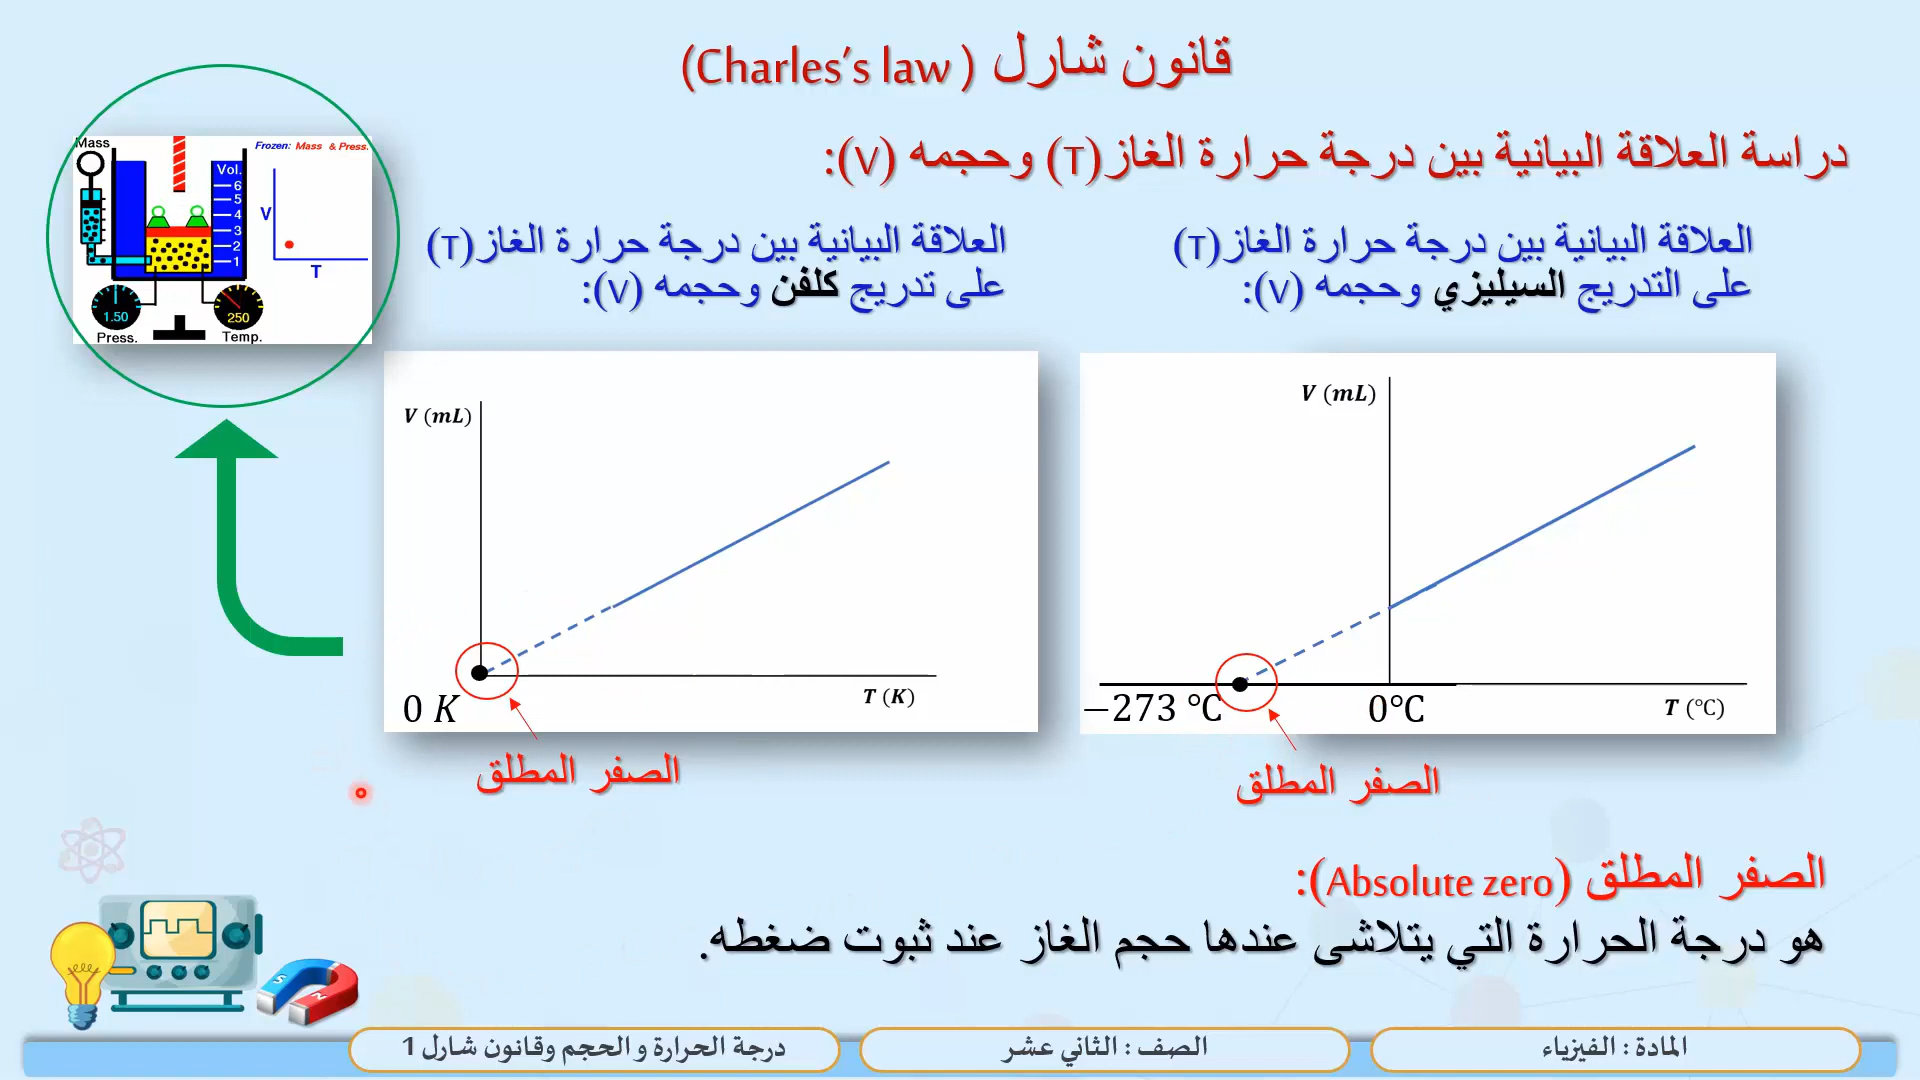 قانون شارل (Charles's law)
دراسة العلاقة البيانية بين درجة حرارة الغاز(T) وحجمه (V):
العلاقة البيانية بين درجة حرارة الغاز(T)
على التدريج السيليزي وحجمه (V):
العلاقة البيانية بين درجة حرارة الغاز(T)
على تدريج كلفن وحجمه (V):
Mass
Frozen: Mass & Press.
Vol.
6
5
4
3
2
1
V
T
1.50
250
Press.
Temp.
V (mL)
−273 °C
0°C
T (°C)
الصفر المطلق
V (mL)
0 K
T (K)
الصفر المطلق
الصفر المطلق (Absolute zero):
هو درجة الحرارة التي يتلاشى عندها حجم الغاز عند ثبوت ضغطه.
S
N
المادة : الفيزياء
الصف : الثاني عشر
درجة الحرارة و الحجم وقانون شارل 1